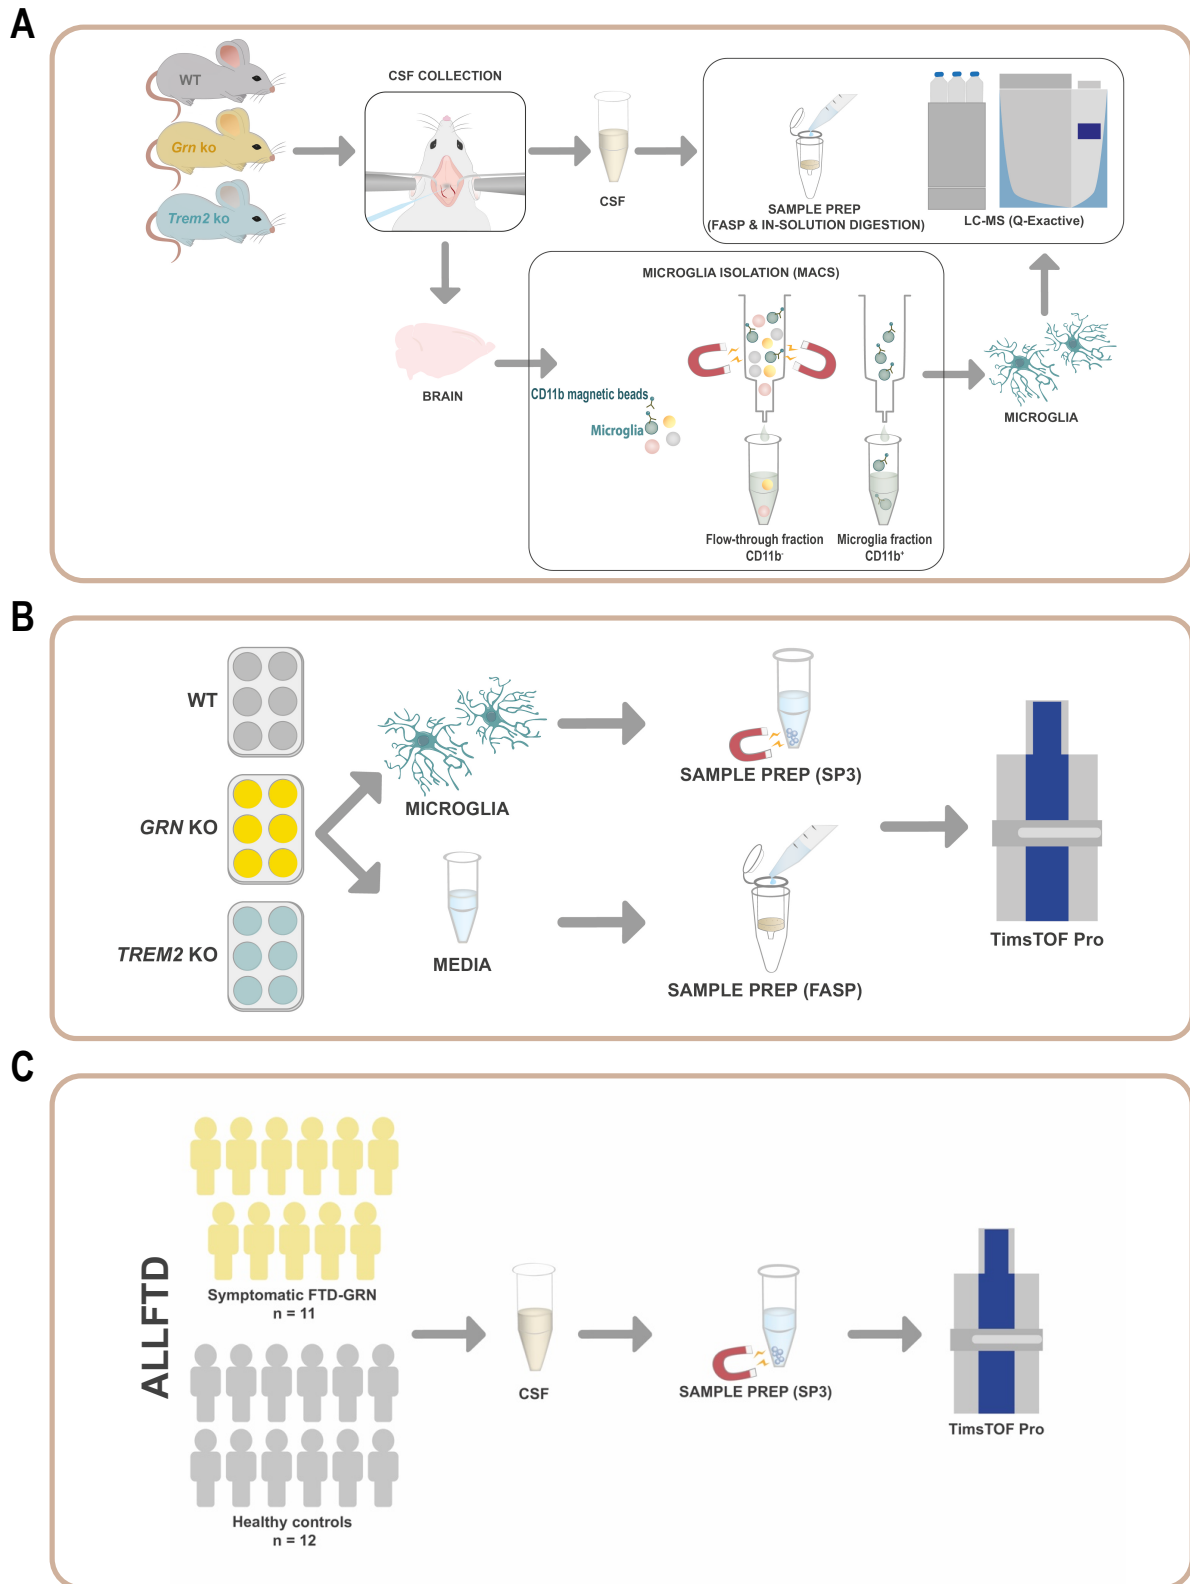 A
WT
Grn ko
Trem2 ko
CSF COLLECTION
CSF
SAMPLE PREP
(FASP & IN-SOLUTION DIGESTION)
LC-MS (Q-Exactive)
BRAIN
MICROGLIA ISOLATION (MACS)
CD11b magnetic beads
Microglia
Flow-through fraction
CD11b-
Microglia fraction
CD11b+
MICROGLIA
B
WT
GRN KO
TREM2 KO
MICROGLIA
MEDIA
SAMPLE PREP (SP3)
SAMPLE PREP (FASP)
TimsTOF Pro
C
ALLFTD
Symptomatic FTD-GRN
n = 11
Healthy controls
n = 12
CSF
SAMPLE PREP (SP3)
TimsTOF Pro